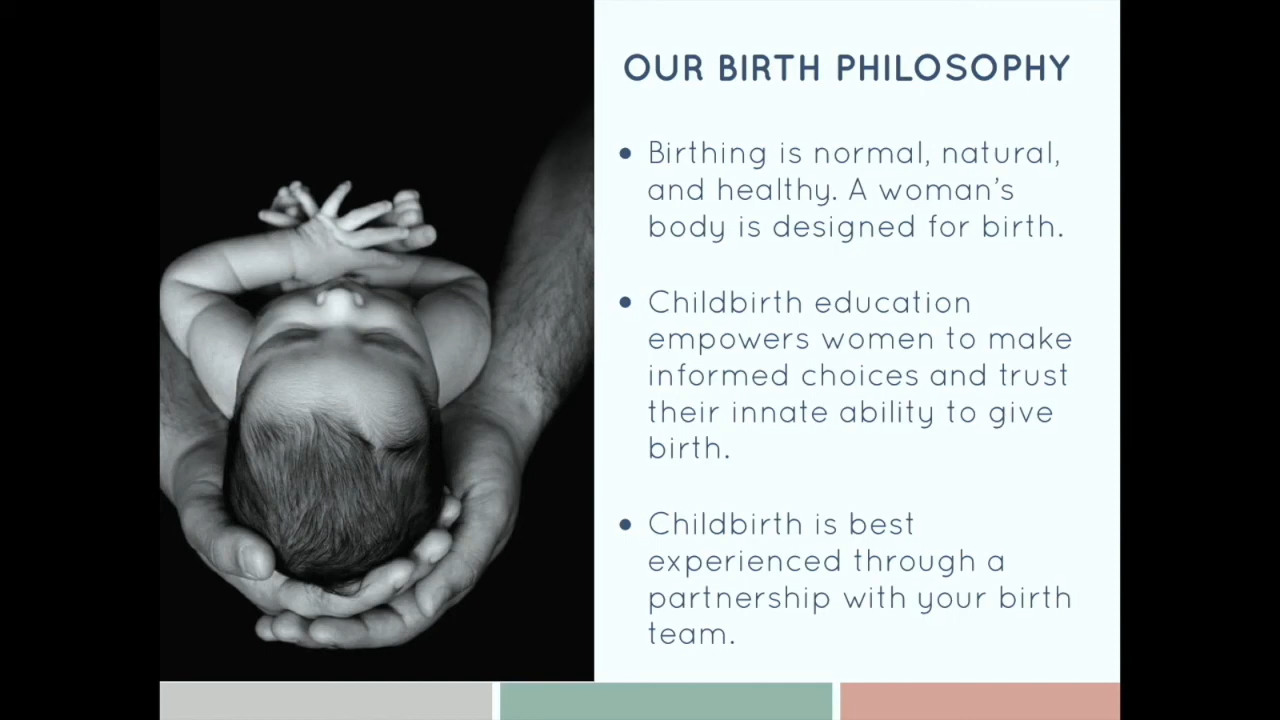 OUR BIRTH PHILOSOPHY
• Birthing is normal, natural,
and healthy. A woman’s
body is designed for birth.
• Childbirth education
empowers women to make
informed choices and trust
their innate ability to give
birth.
• Childbirth is best
experienced through a
partnership with your birth
team.